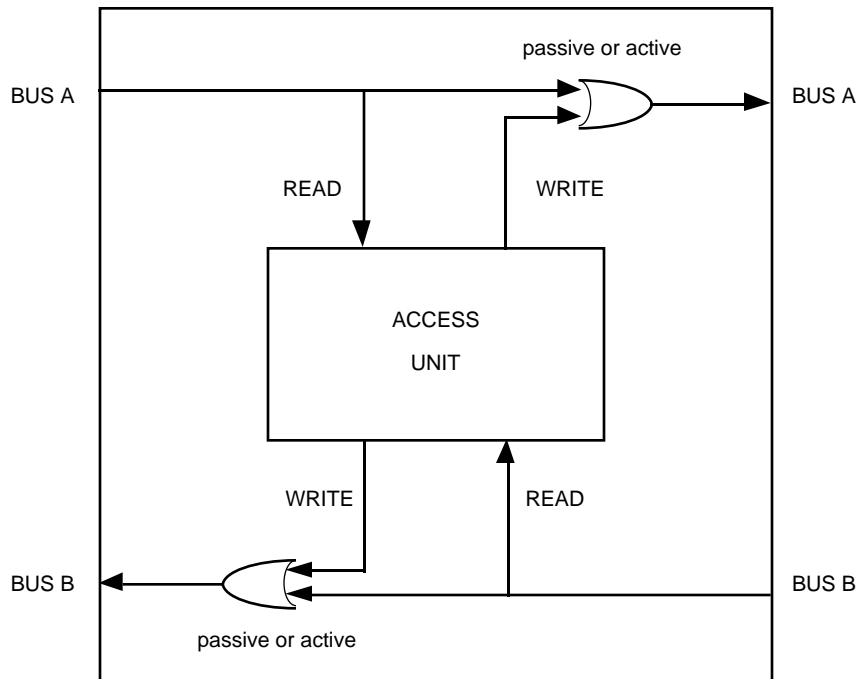 passive or active
BUS A
BUS A
READ
WRITE
ACCESS
UNIT
WRITE
READ
BUS B
BUS B
passive or active